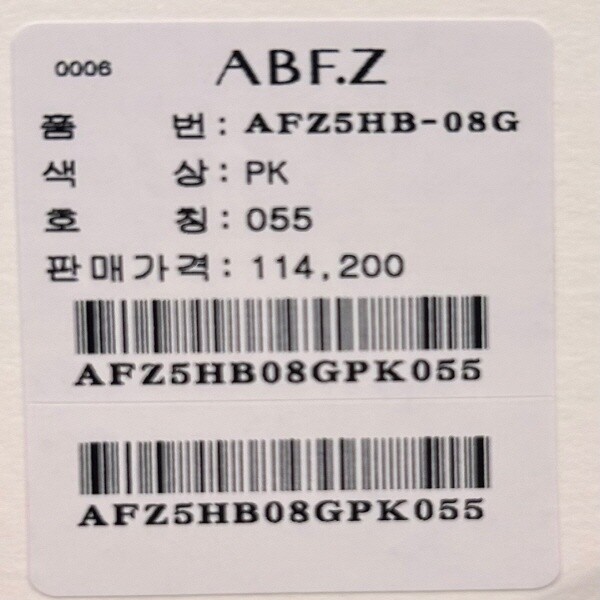 0006 ABF.Z
품 번 : AFZ5HB-08G
색 상 : PK
호 칭 : 055
판매가격 : 114,200
AFZ5HB08GPK055
AFZ5HB08GPK055